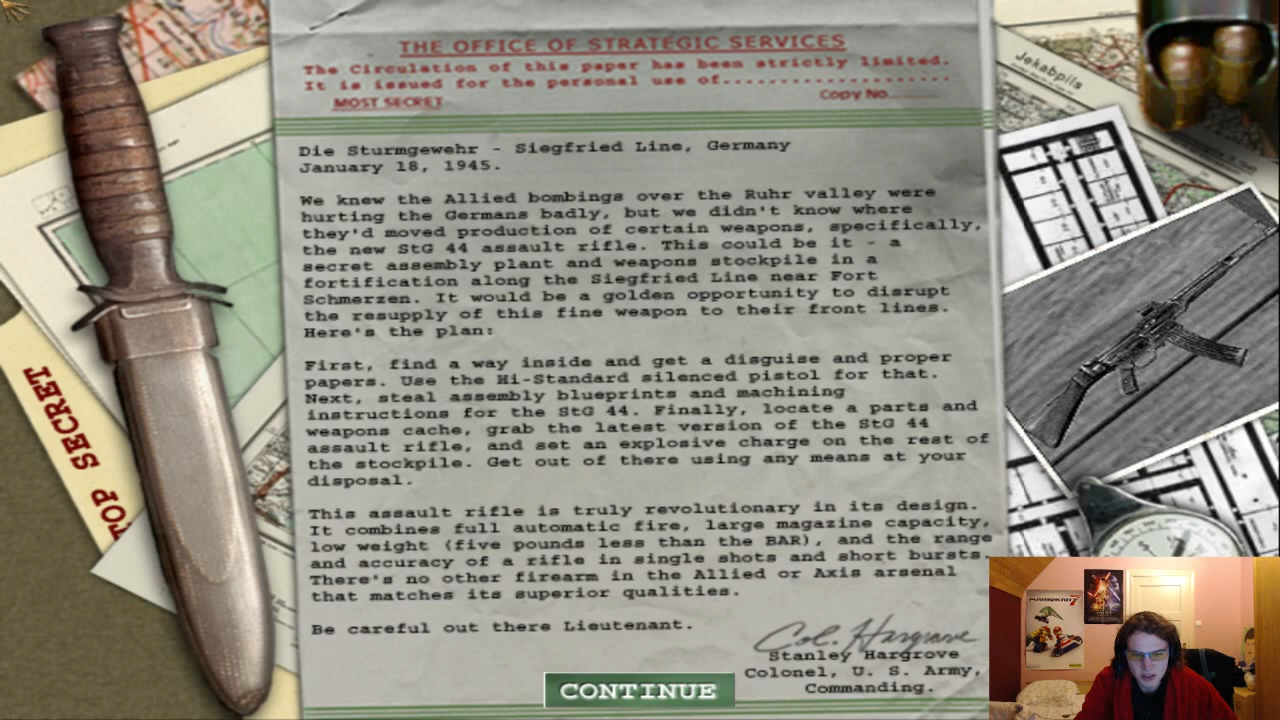 THE OFFICE OF STRATEGIC SERVICES
The Circulation of this paper has been strictly limited.
It is issued for the personal use of.....................
MOST SECRET
Copy No.......
Die Sturmgewehr - Siegfried Line, Germany
January 18, 1945.
We knew the Allied bombings over the Ruhr valley were
hurting the Germans badly, but we didn't know where
they'd moved production of certain weapons, specifically,
the new StG 44 assault rifle. This could be it - a
secret assembly plant and weapons stockpile in a
fortification along the Siegfried Line near Fort
Schmerzen. It would be a golden opportunity to disrupt
the resupply of this fine weapon to their front lines.
Here's the plan:
First, find a way inside and get a disguise and proper
papers. Use the Hi-Standard silenced pistol for that.
Next, steal assembly blueprints and machining
instructions for the StG 44. Finally, locate a parts and
weapons cache, grab the latest version of the StG 44
assault rifle, and set an explosive charge on the rest of
the stockpile. Get out of there using any means at your
disposal.
This assault rifle is truly revolutionary in its design.
It combines full automatic fire, large magazine capacity,
low weight (five pounds less than the BAR), and the range
and accuracy of a rifle in single shots and short bursts.
There's no other firearm in the Allied or Axis arsenal
that matches its superior qualities.
Be careful out there Lieutenant.
Col. Hargrave
Stanley Hargrove
Colonel, U. S. Army,
Commanding.
CONTINUE
TOP SECRET
Jekabpils
MARIOKART 7